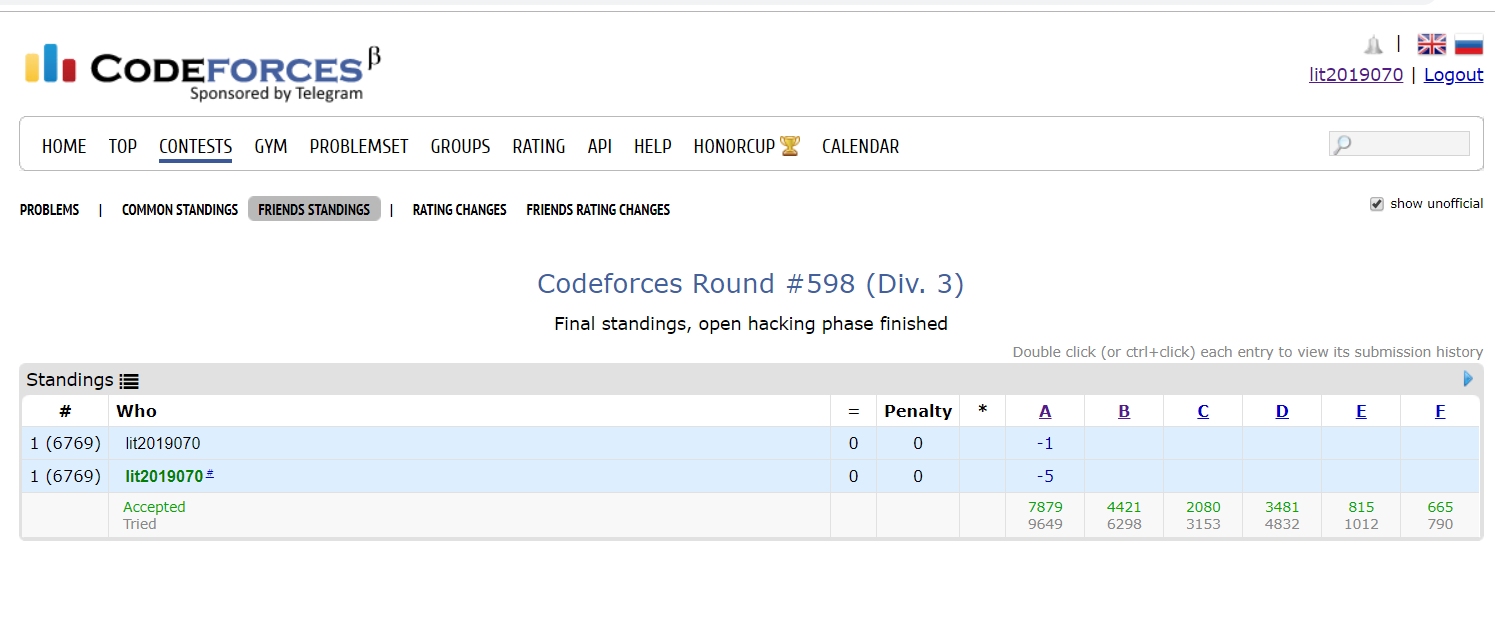 CODEFORCES β
Sponsored by Telegram
|
lit2019070 | Logout
HOME TOP CONTESTS GYM PROBLEMSET GROUPS RATING API HELP HONORCUP CALENDAR
PROBLEMS | COMMON STANDINGS FRIENDS STANDINGS | RATING CHANGES FRIENDS RATING CHANGES
show unofficial
Codeforces Round #598 (Div. 3)
Final standings, open hacking phase finished
Double click (or ctrl+click) each entry to view its submission history
Standings
# Who = Penalty * A B C D E F
1 (6769) lit2019070 0 0 -1
1 (6769) lit2019070 # 0 0 -5
Accepted 7879 4421 2080 3481 815 665
Tried 9649 6298 3153 4832 1012 790